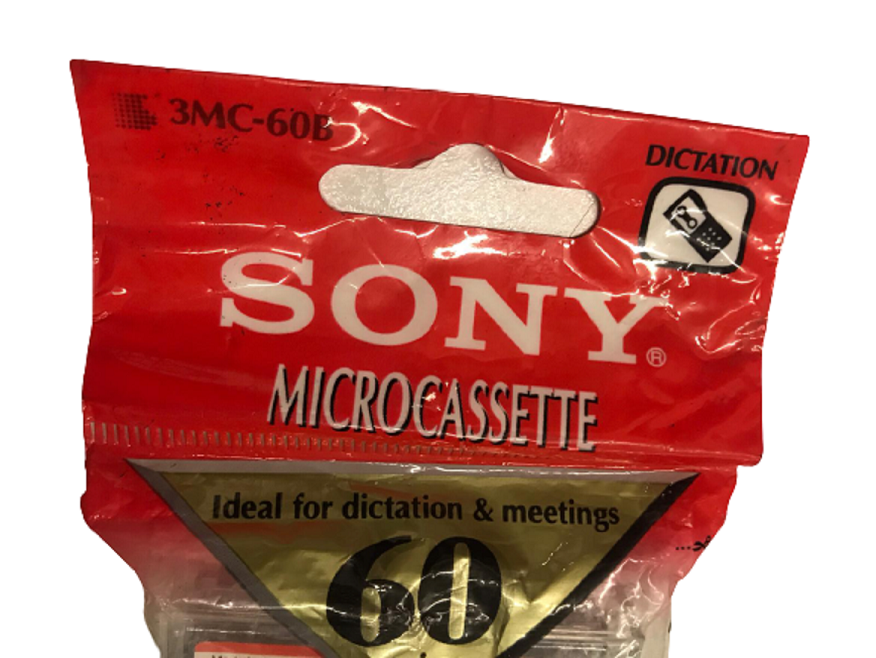 3MC-60B
DICTATION
SONY®
MICROCASSETTE
Ideal for dictation & meetings
60